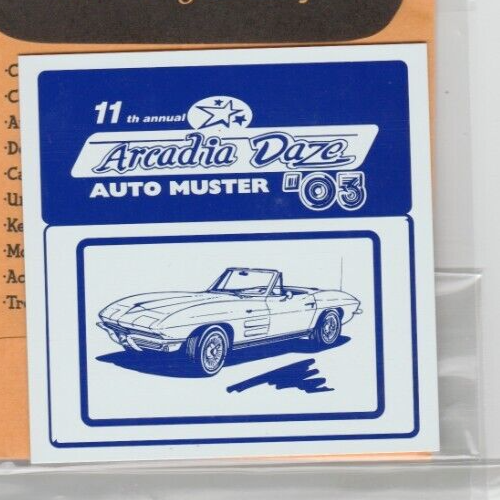 11 th annual
Arcadia Daze
AUTO MUSTER '03